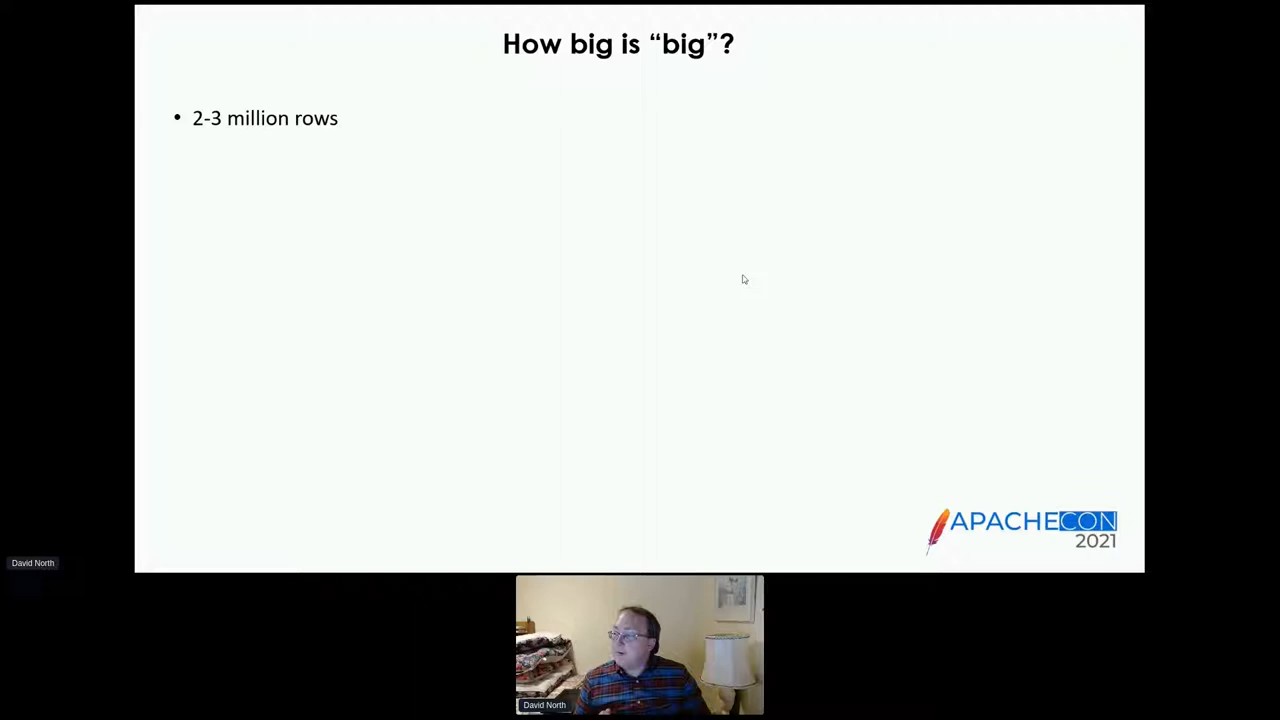 How big is “big”?
• 2-3 million rows
APACHECON
2021
David North
David North